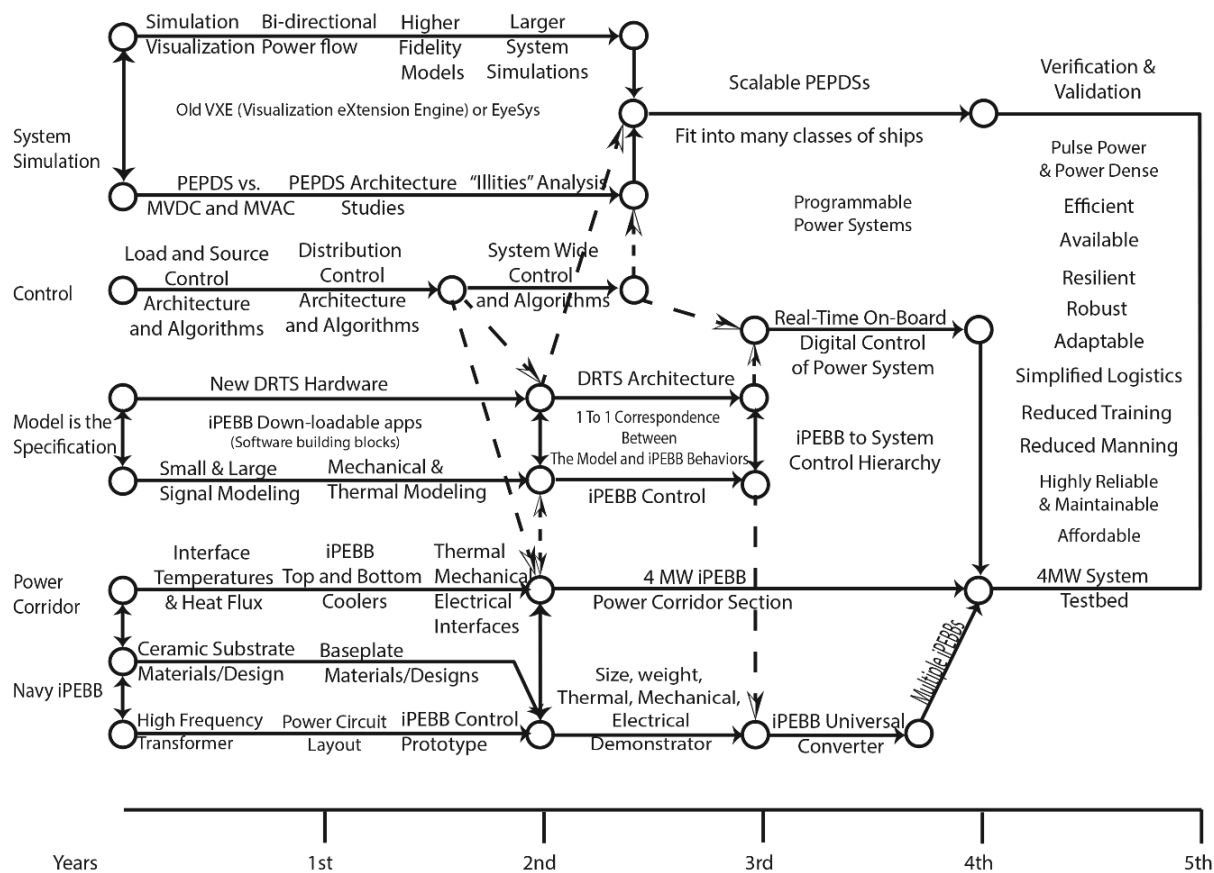 Simulation
Visualization
Bi-directional
Power flow
Higher
Fidelity
Models
Larger
System
Simulations
Old VXE (Visualization eXtension Engine) or EyeSys
Scalable PEPDSs
Fit into many classes of ships
Verification &
Validation
System
Simulation
PEPDS vs.
MVDC and MVAC
PEPDS Architecture
Studies
“Illities” Analysis
Programmable
Power Systems
Pulse Power
& Power Dense
Efficient
Available
Resilient
Robust
Adaptable
Simplified Logistics
Reduced Training
Reduced Manning
Highly Reliable
& Maintainable
Affordable
Control
Load and Source
Control
Architecture
and Algorithms
Distribution
Control
Architecture
and Algorithms
System Wide
Control
and Algorithms
Real-Time On-Board
Digital Control
of Power System
Model is the
Specification
New DRTS Hardware
iPEBB Down-loadable apps
(Software building blocks)
Small & Large
Signal Modeling
Mechanical &
Thermal Modeling
DRTS Architecture
1 To 1 Correspondence
Between
The Model and iPEBB Behaviors
iPEBB Control
iPEBB to System
Control Hierarchy
Power
Corridor
Interface
Temperatures
& Heat Flux
iPEBB
Top and Bottom
Coolers
Thermal
Mechanical
Electrical
Interfaces
4 MW iPEBB
Power Corridor Section
4MW System
Testbed
Navy iPEBB
Ceramic Substrate
Materials/Design
Baseplate
Materials/Designs
High Frequency
Transformer
Power Circuit
Layout
iPEBB Control
Prototype
Size, weight,
Thermal, Mechanical,
Electrical
Demonstrator
iPEBB Universal
Converter
Multiple iPEBBs
Years
1st
2nd
3rd
4th
5th